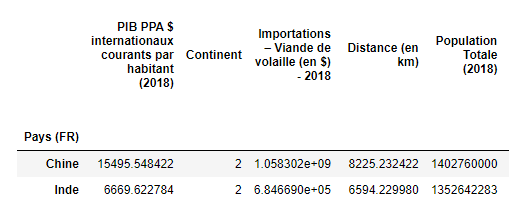 PIB PPA $
internationaux
courants par
habitant
(2018)
Continent
Importations
– Viande de
volaille (en $)
- 2018
Distance (en
km)
Population
Totale
(2018)
Pays (FR)
Chine 15495.548422 2 1.058302e+09 8225.232422 1402760000
Inde 6669.622784 2 6.846690e+05 6594.229980 1352642283